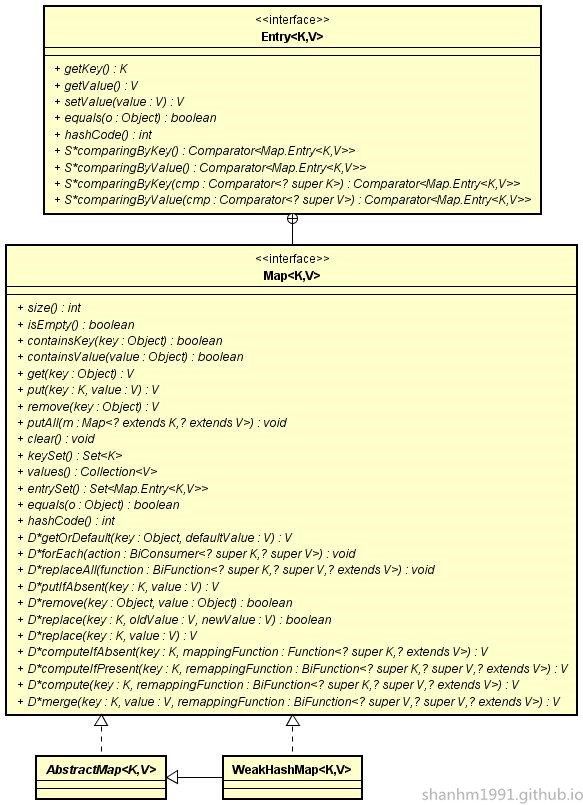 <<interface>>
Entry<K,V>
+ getKey() : K
+ getValue() : V
+ setValue(value : V) : V
+ equals(o : Object) : boolean
+ hashCode() : int
+ S*comparingByKey() : Comparator<Map.Entry<K,V>>
+ S*comparingByValue() : Comparator<Map.Entry<K,V>>
+ S*comparingByKey(cmp : Comparator<? super K>) : Comparator<Map.Entry<K,V>>
+ S*comparingByValue(cmp : Comparator<? super V>) : Comparator<Map.Entry<K,V>>
<<interface>>
Map<K,V>
+ size() : int
+ isEmpty() : boolean
+ containsKey(key : Object) : boolean
+ containsValue(value : Object) : boolean
+ get(key : Object) : V
+ put(key : K, value : V) : V
+ remove(key : Object) : V
+ putAll(m : Map<? extends K,? extends V>) : void
+ clear() : void
+ keySet() : Set<K>
+ values() : Collection<V>
+ entrySet() : Set<Map.Entry<K,V>>
+ equals(o : Object) : boolean
+ hashCode() : int
+ D*getOrDefault(key : Object, defaultValue : V) : V
+ D*forEach(action : BiConsumer<? super K,? super V>) : void
+ D*replaceAll(function : BiFunction<? super K,? super V,? extends V>) : void
+ D*putIfAbsent(key : K, value : V) : V
+ D*remove(key : Object, value : Object) : boolean
+ D*replace(key : K, oldValue : V, newValue : V) : boolean
+ D*replace(key : K, value : V) : V
+ D*computeIfAbsent(key : K, mappingFunction : Function<? super K,? extends V>) : V
+ D*computeIfPresent(key : K, remappingFunction : BiFunction<? super K,? super V,? extends V>) : V
+ D*compute(key : K, remappingFunction : BiFunction<? super K,? super V,? extends V>) : V
+ D*merge(key : K, value : V, remappingFunction : BiFunction<? super V,? super V,? extends V>) : V
AbstractMap<K,V>
WeakHashMap<K,V>
shanhm1991.github.io